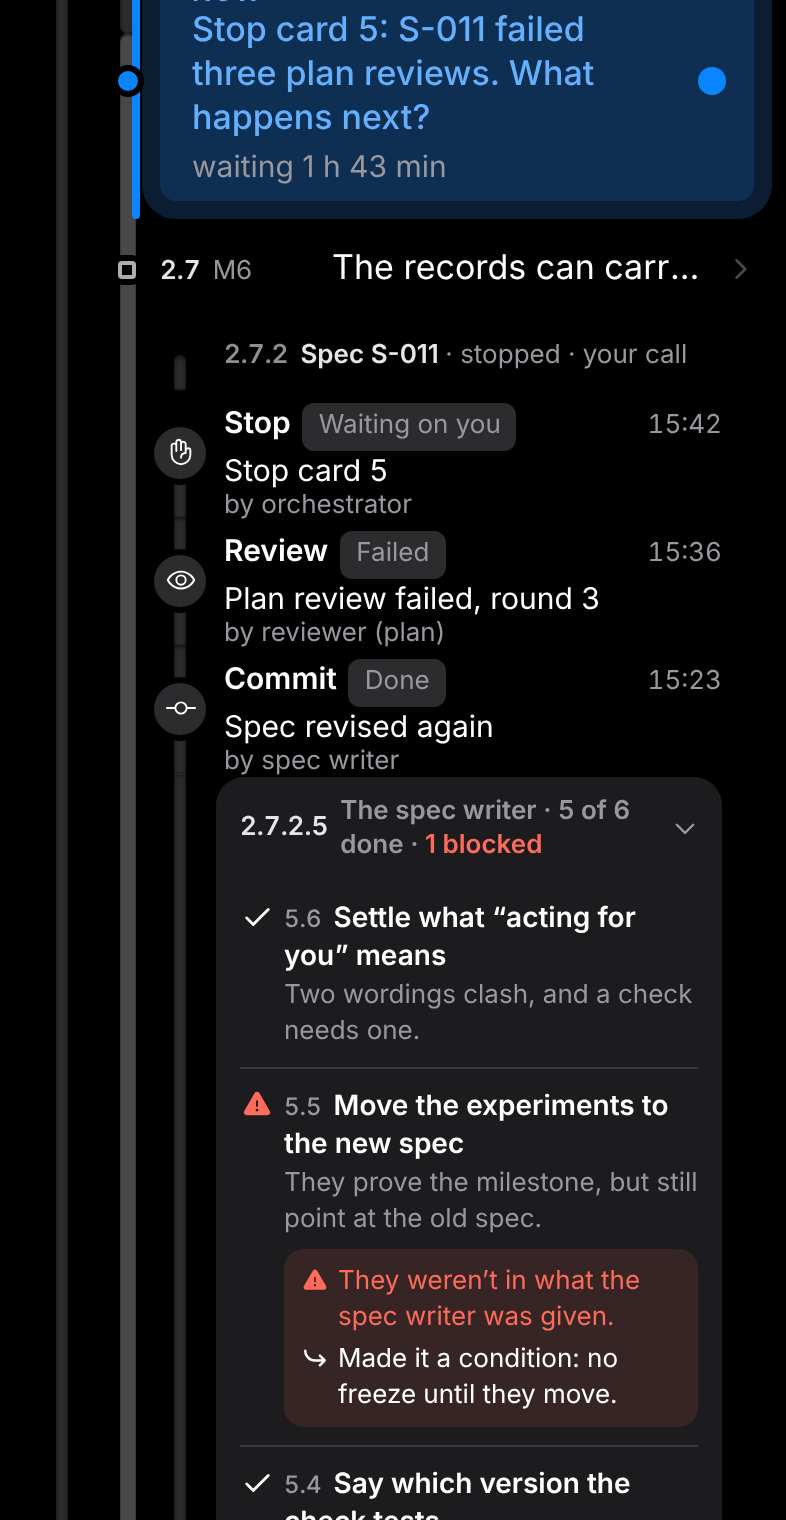 Stop card 5: S-011 failed
three plan reviews. What
happens next?
waiting 1 h 43 min
2.7 M6 The records can carr...
2.7.2 Spec S-011 · stopped · your call
Stop Waiting on you 15:42
Stop card 5
by orchestrator
Review Failed 15:36
Plan review failed, round 3
by reviewer (plan)
Commit Done 15:23
Spec revised again
by spec writer
2.7.2.5 The spec writer · 5 of 6
done · 1 blocked
5.6 Settle what “acting for
you” means
Two wordings clash, and a check
needs one.
5.5 Move the experiments to
the new spec
They prove the milestone, but still
point at the old spec.
They weren’t in what the
spec writer was given.
Made it a condition: no
freeze until they move.
5.4 Say which version the
check tests